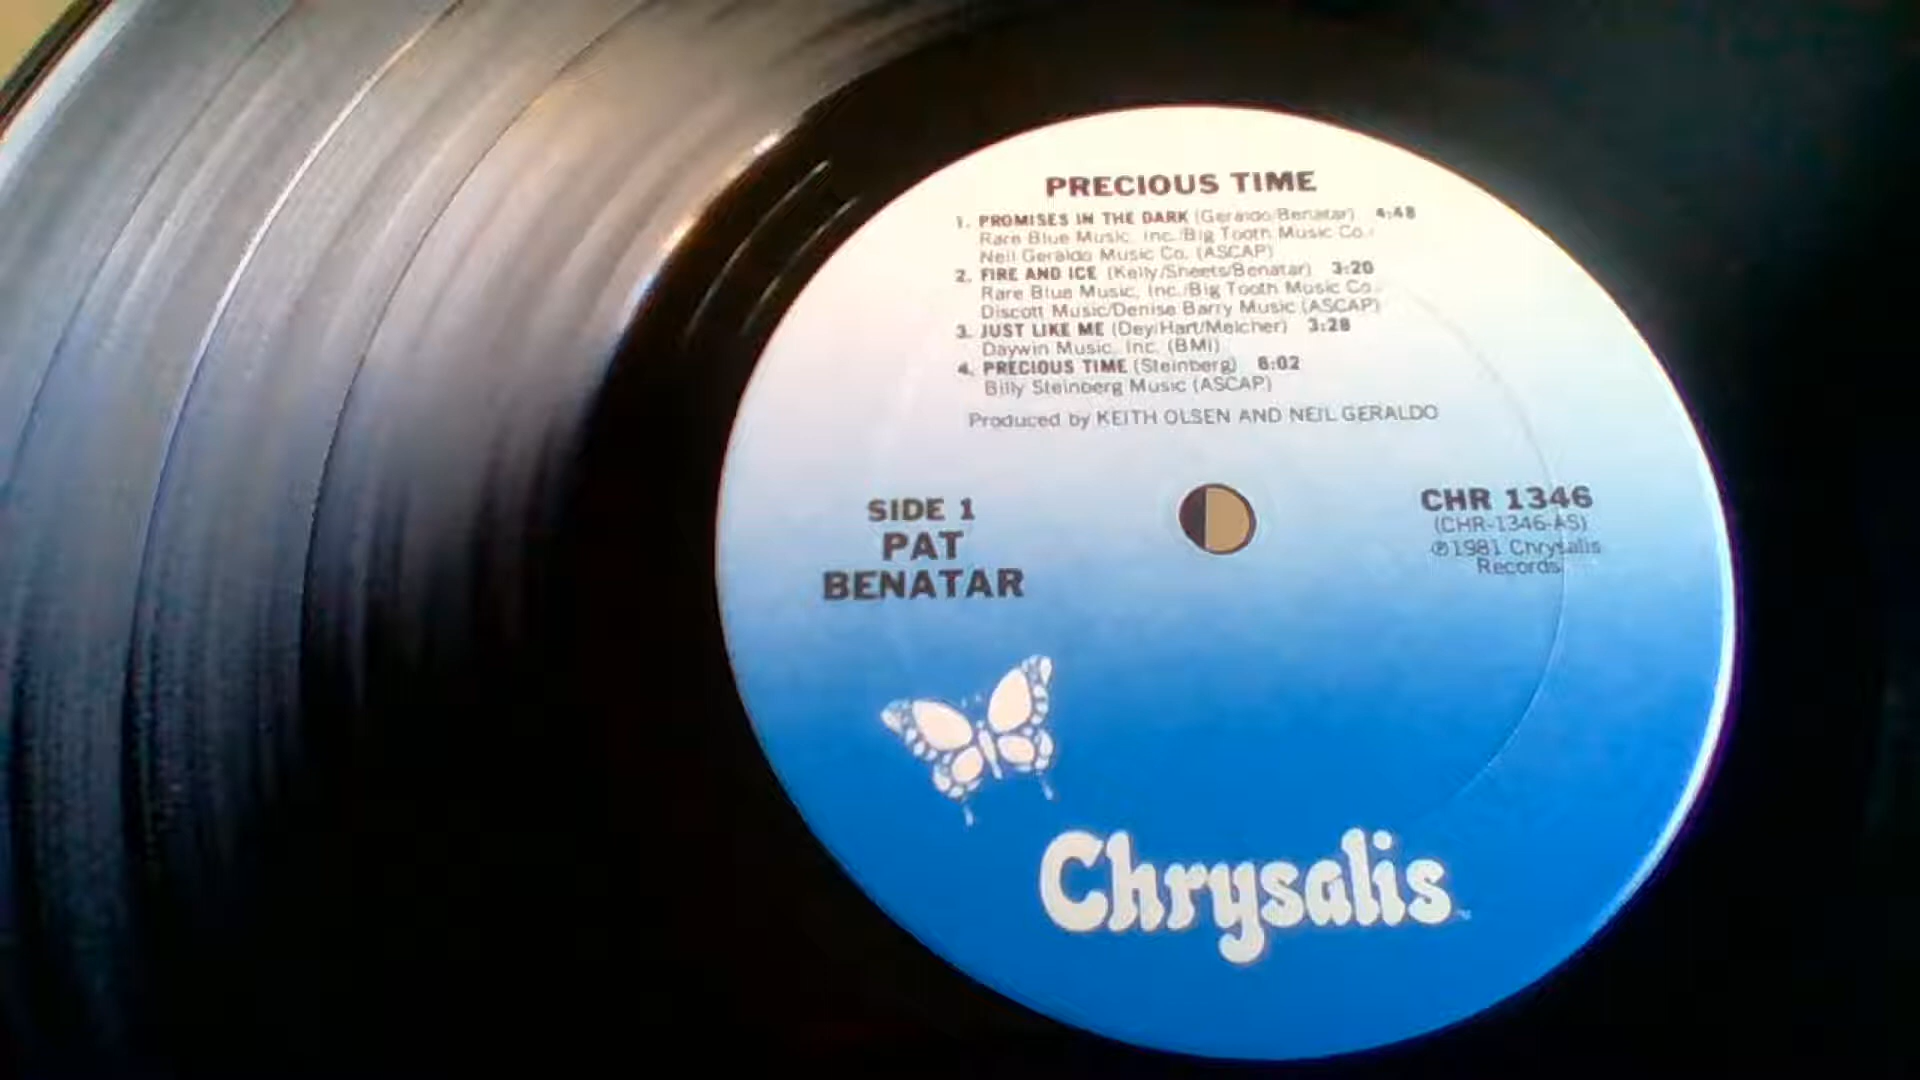 PRECIOUS TIME
1. PROMISES IN THE DARK (Geraldo/Benatar) 4:48
Rare Blue Music, Inc./Big Tooth Music Co./
Neil Geraldo Music Co. (ASCAP)
2. FIRE AND ICE (Kelly/Sheets/Benatar) 3:20
Rare Blue Music, Inc./Big Tooth Music Co./
Discott Music/Denise Barry Music (ASCAP)
3. JUST LIKE ME (Dey/Hart/Melcher) 3:28
Daywin Music, Inc. (BMI)
4. PRECIOUS TIME (Steinberg) 6:02
Billy Steinberg Music (ASCAP)
Produced by KEITH OLSEN AND NEIL GERALDO
SIDE 1
PAT
BENATAR
CHR 1346
(CHR-1346-AS)
℗1981 Chrysalis
Records
Chrysalis